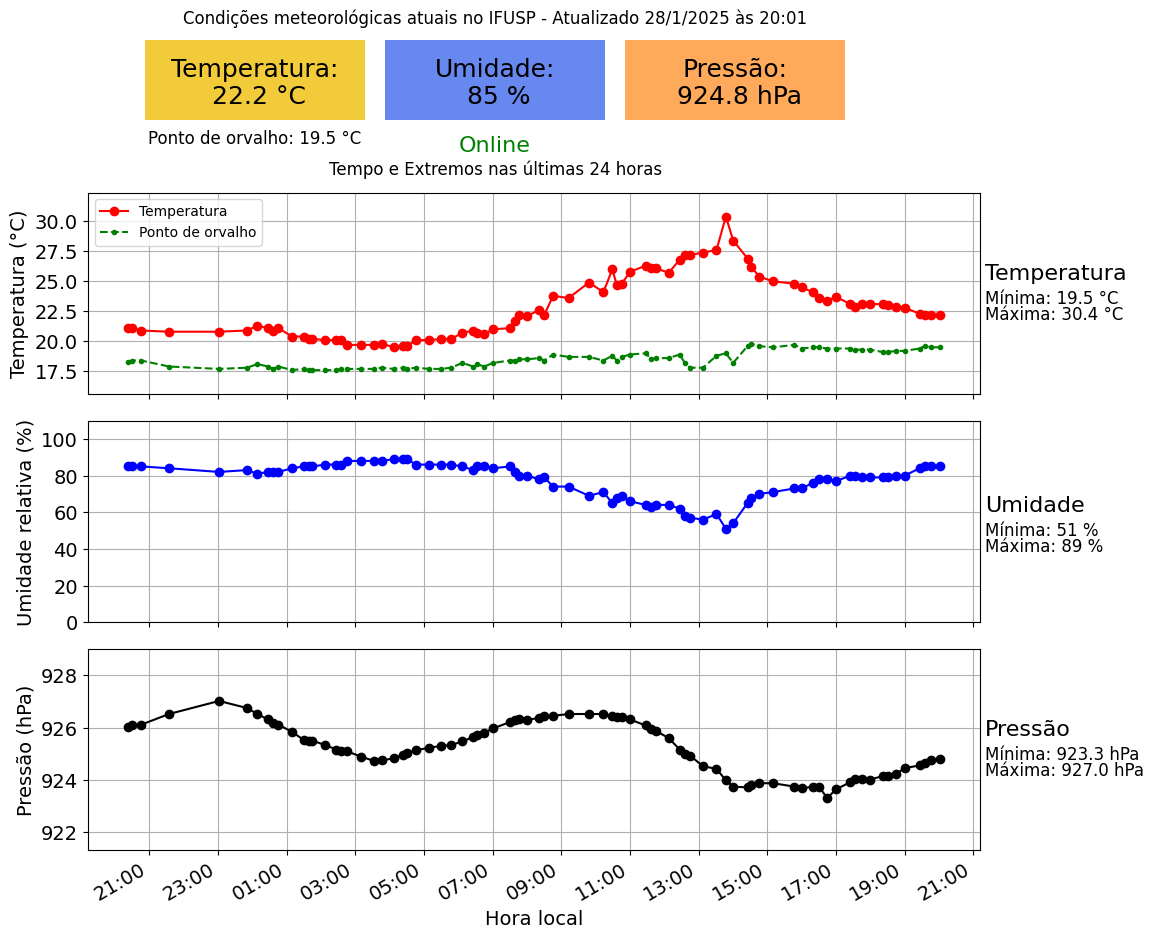 Condições meteorológicas atuais no IFUSP - Atualizado 28/1/2025 às 20:01
Temperatura:
22.2 °C
Umidade:
85 %
Pressão:
924.8 hPa
Ponto de orvalho: 19.5 °C
Online
Tempo e Extremos nas últimas 24 horas
Temperatura (°C)
30.0
27.5
25.0
22.5
20.0
17.5
Temperatura
Ponto de orvalho
Temperatura
Mínima: 19.5 °C
Máxima: 30.4 °C
Umidade relativa (%)
100
80
60
40
20
0
Umidade
Mínima: 51 %
Máxima: 89 %
Pressão (hPa)
928
926
924
922
Pressão
Mínima: 923.3 hPa
Máxima: 927.0 hPa
21:00
23:00
01:00
03:00
05:00
07:00
09:00
11:00
13:00
15:00
17:00
19:00
21:00
Hora local